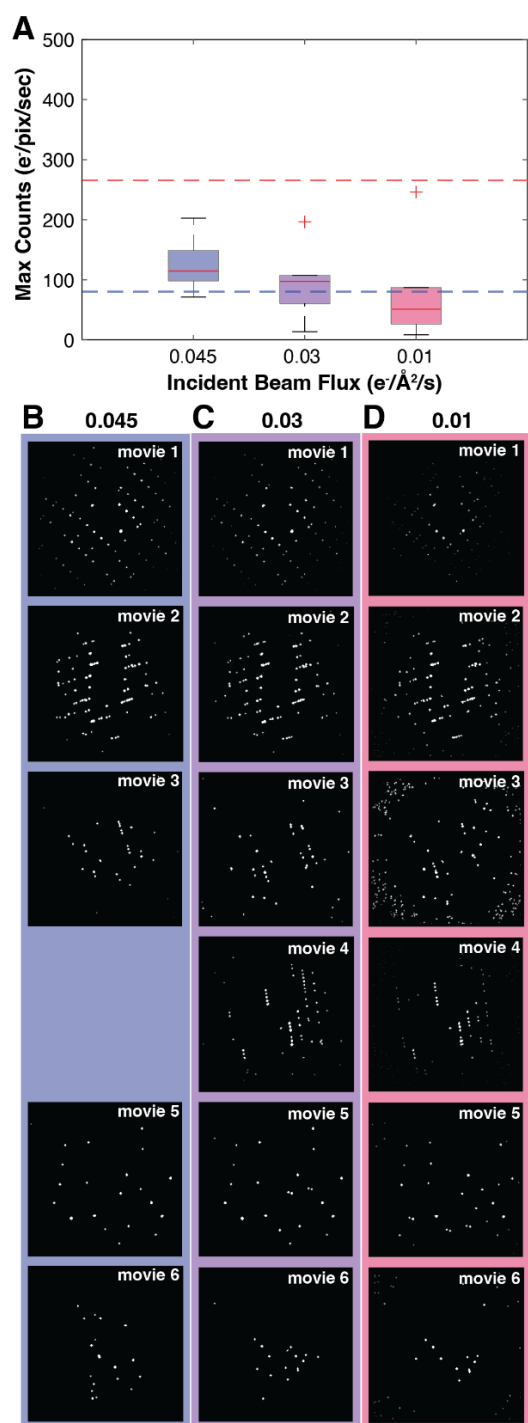 A
500
400
300
200
100
0
Max Counts (e-/pix/sec)
0.045 0.03 0.01
Incident Beam Flux (e-/Å²/s)
B 0.045 C 0.03 D 0.01
movie 1 movie 1 movie 1
movie 2 movie 2 movie 2
movie 3 movie 3 movie 3
movie 4 movie 4
movie 5 movie 5 movie 5
movie 6 movie 6 movie 6